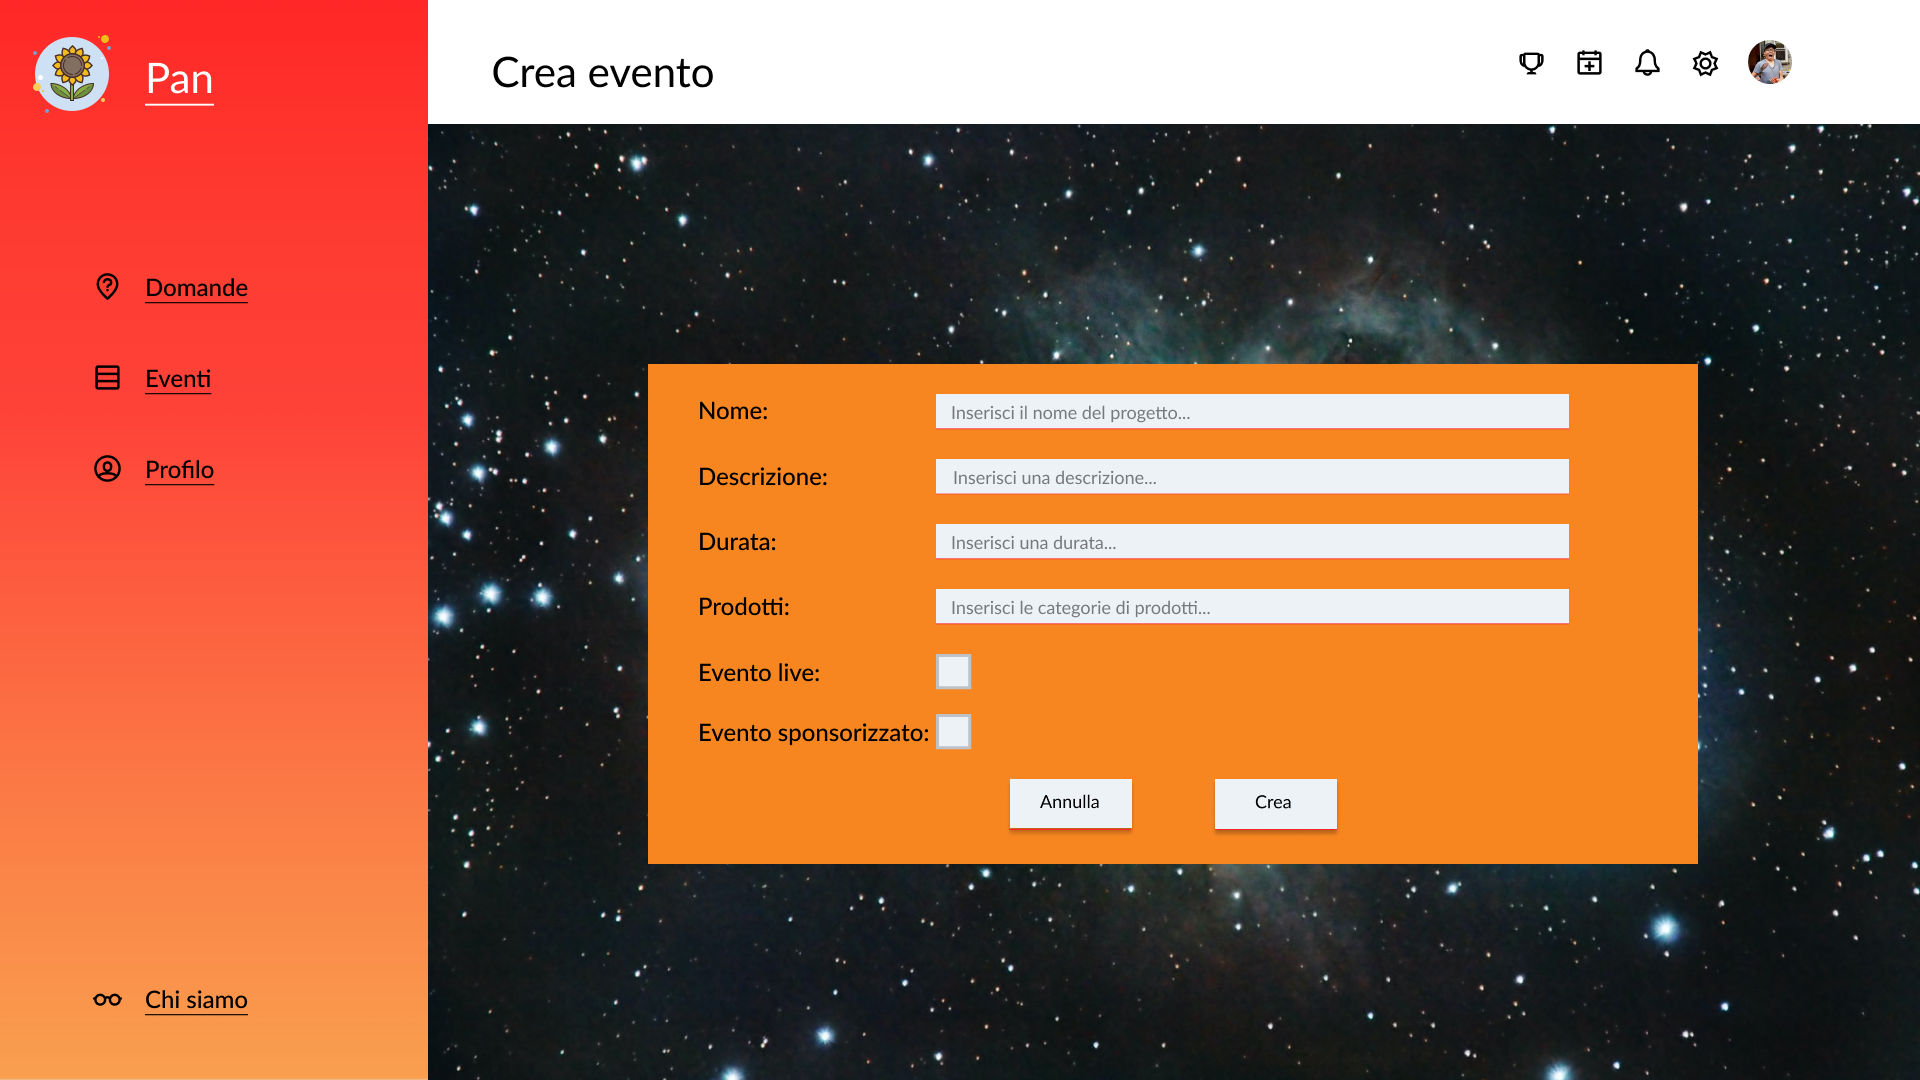 Pan
Crea evento
Domande
Eventi
Profilo
Chi siamo
Nome: Inserisci il nome del progetto...
Descrizione: Inserisci una descrizione...
Durata: Inserisci una durata...
Prodotti: Inserisci le categorie di prodotti...
Evento live:
Evento sponsorizzato:
Annulla Crea